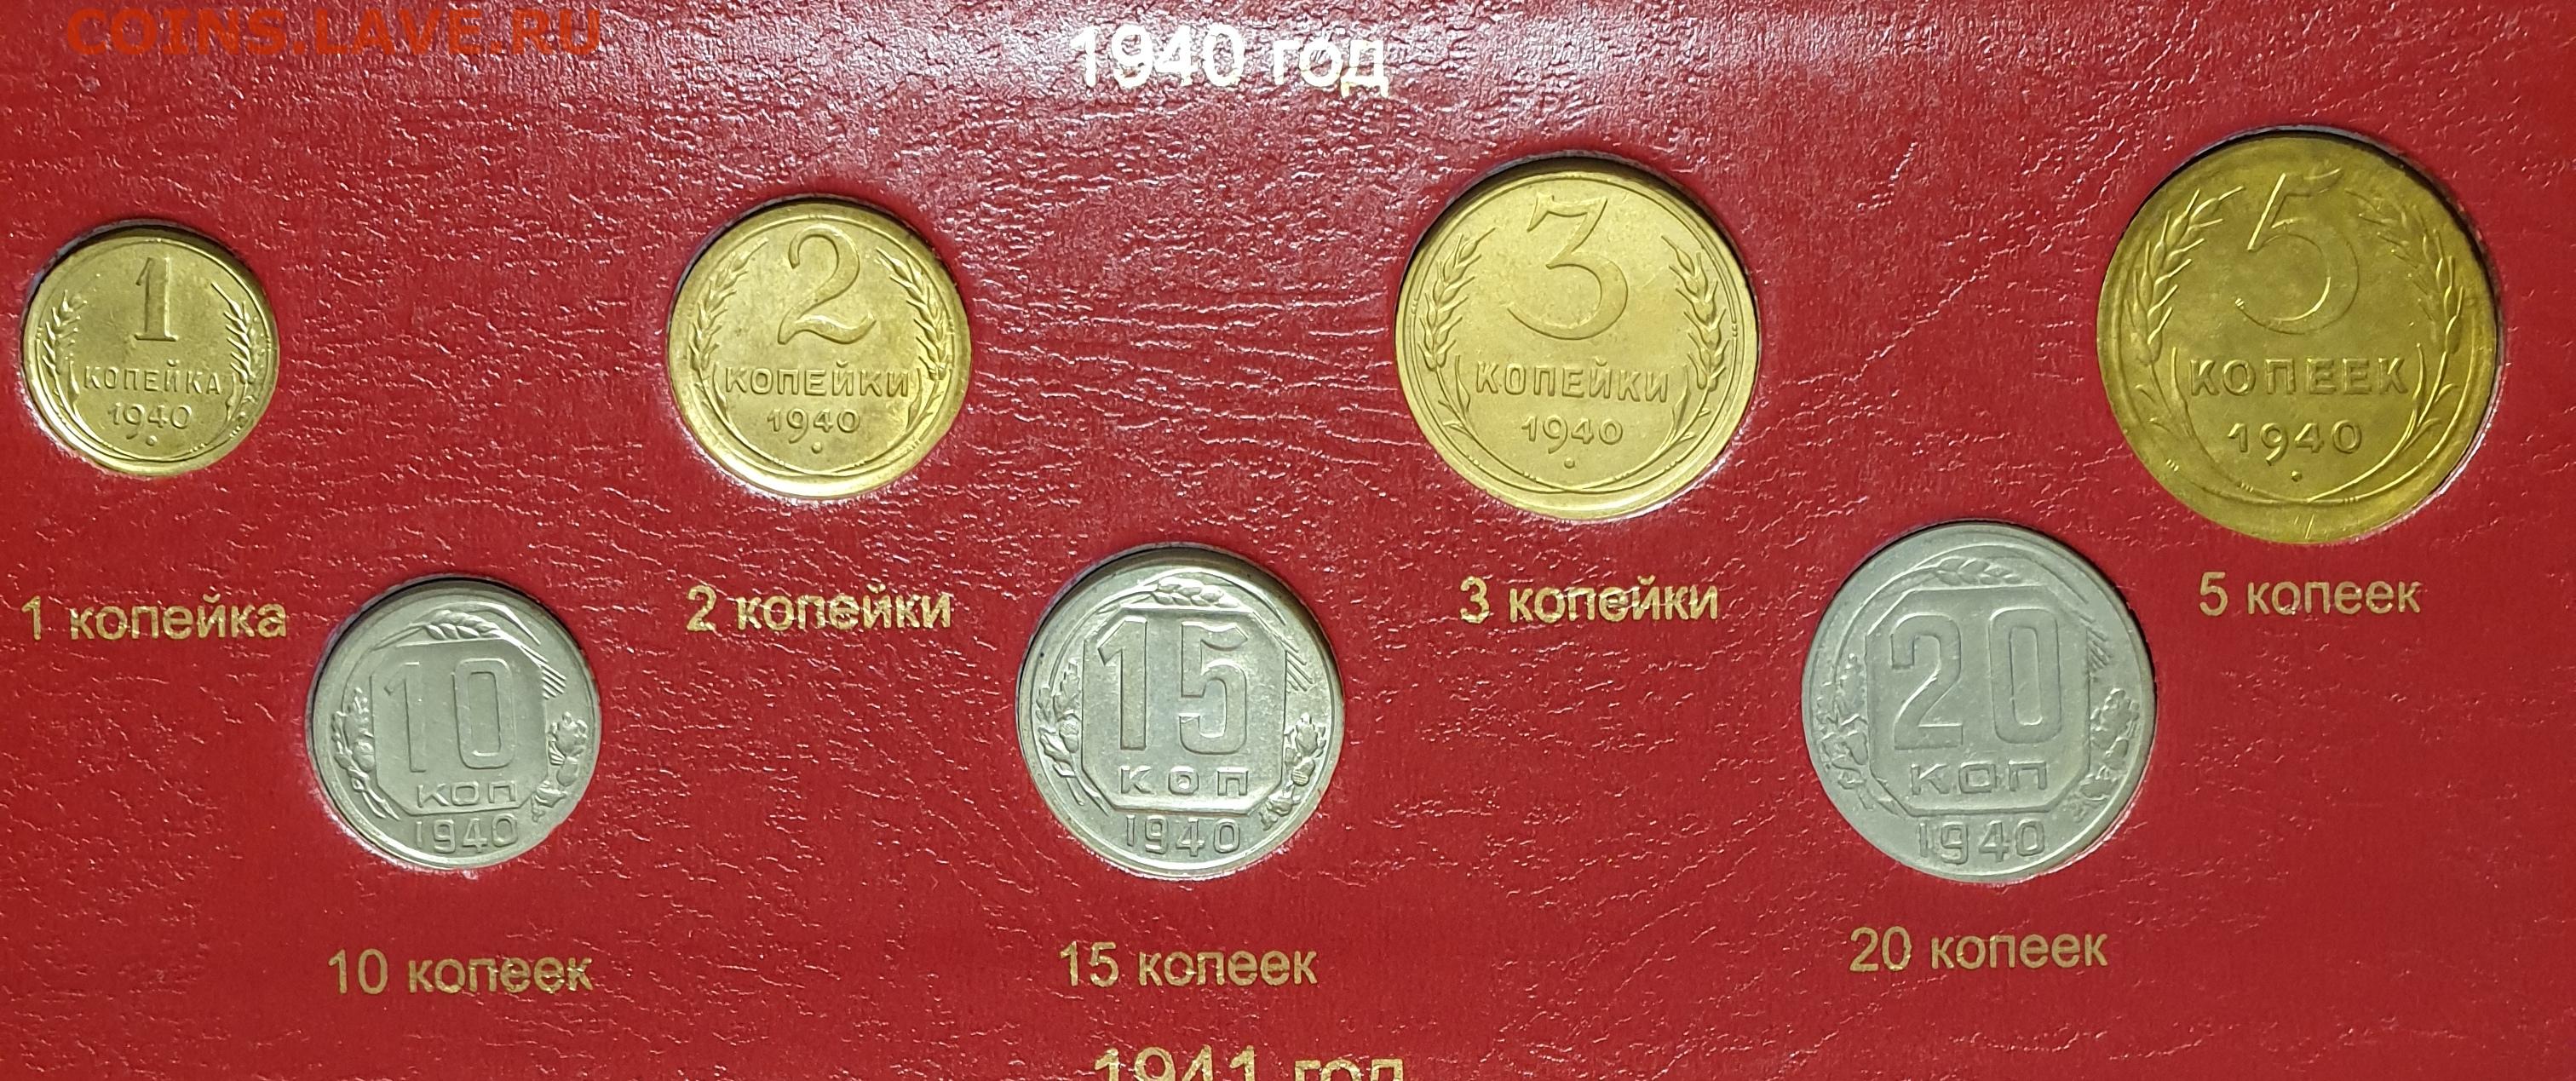 COINS.LAVE.RU
1940 год
1
КОПЕЙКА
1940
2
КОПЕЙКИ
1940
3
КОПЕЙКИ
1940
5
КОПЕЕК
1940
1 копейка
2 копейки
3 копейки
5 копеек
10
КОП
1940
15
КОП
1940
20
КОП
1940
10 копеек
15 копеек
20 копеек
1941 год